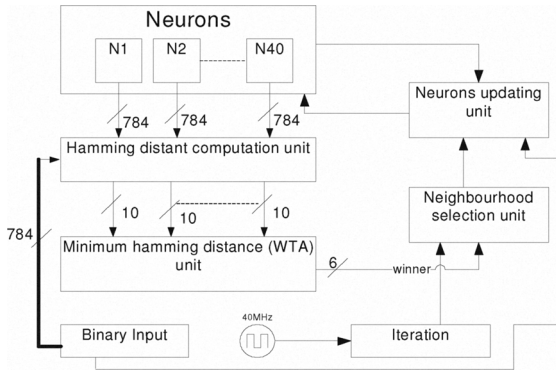 Neurons
N1
N2
N40
784
784
784
Neurons updating
unit
Hamming distant computation unit
10
10
10
Neighbourhood
selection unit
784
Minimum hamming distance (WTA)
unit
6
winner
40MHz
Binary Input
Iteration